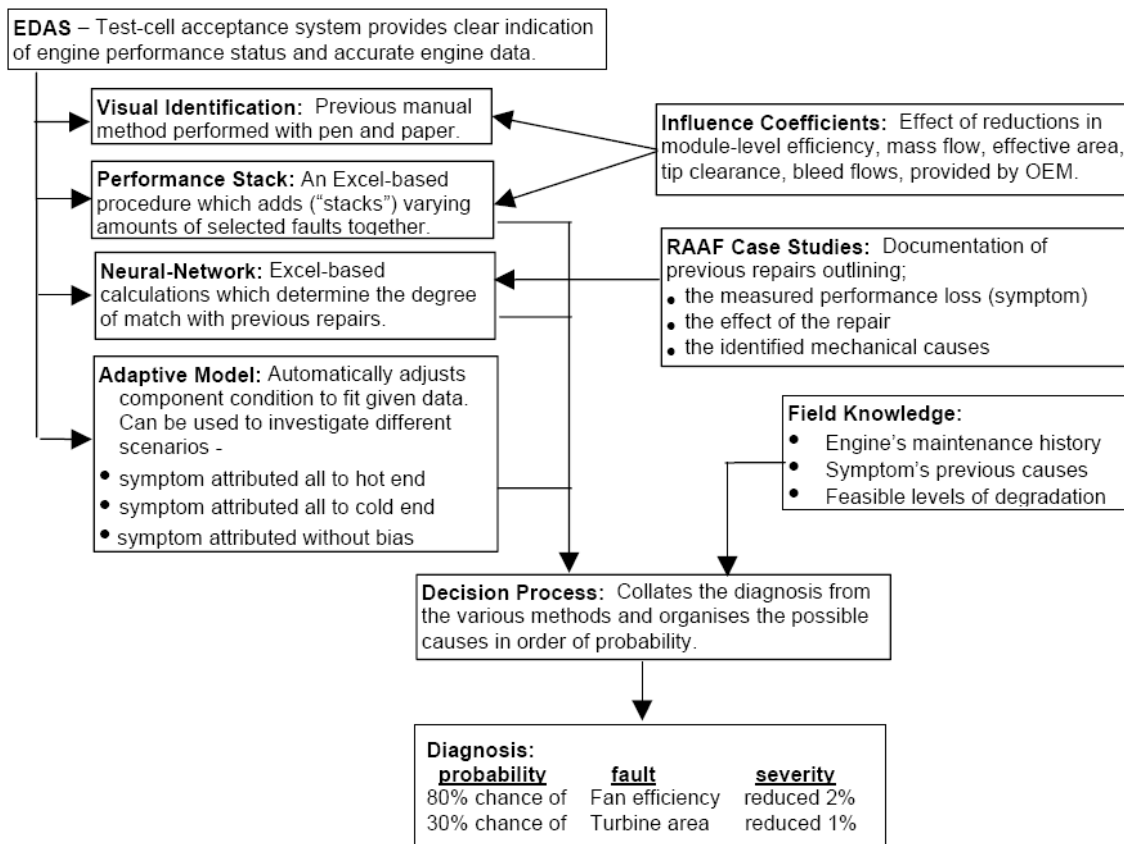 EDAS – Test-cell acceptance system provides clear indication
of engine performance status and accurate engine data.
Visual Identification: Previous manual
method performed with pen and paper.
Influence Coefficients: Effect of reductions in
module-level efficiency, mass flow, effective area,
tip clearance, bleed flows, provided by OEM.
Performance Stack: An Excel-based
procedure which adds (“stacks”) varying
amounts of selected faults together.
RAAF Case Studies: Documentation of
previous repairs outlining;
• the measured performance loss (symptom)
• the effect of the repair
• the identified mechanical causes
Neural-Network: Excel-based
calculations which determine the degree
of match with previous repairs.
Adaptive Model: Automatically adjusts
component condition to fit given data.
Can be used to investigate different
scenarios -
• symptom attributed all to hot end
• symptom attributed all to cold end
• symptom attributed without bias
Field Knowledge:
• Engine’s maintenance history
• Symptom’s previous causes
• Feasible levels of degradation
Decision Process: Collates the diagnosis from
the various methods and organises the possible
causes in order of probability.
Diagnosis:
probability fault severity
80% chance of Fan efficiency reduced 2%
30% chance of Turbine area reduced 1%